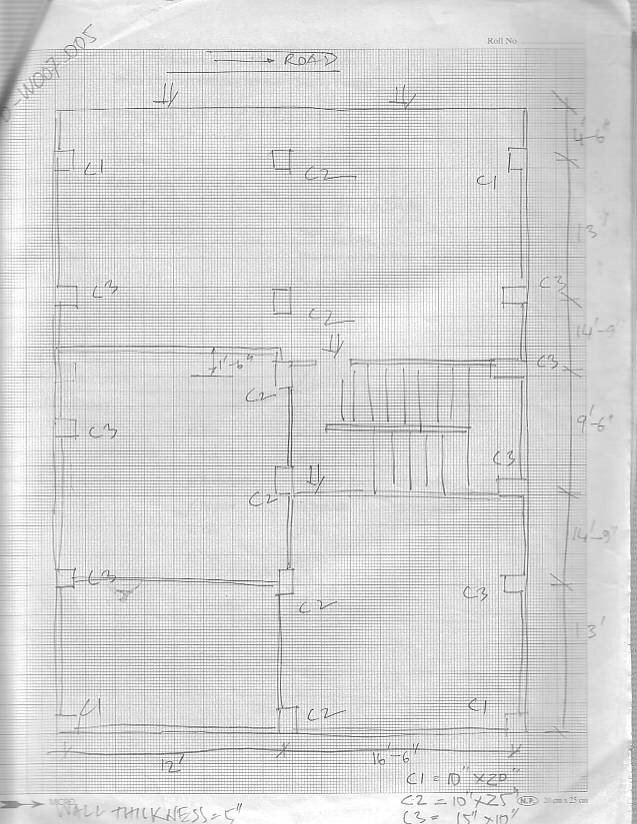 Roll No
→ ROAD
4'-6"
C1
C2
C1
13'
C3
C3
C2
14'-9"
1'-6"
C3
C2
9'-6"
C3
C3
C2
14'-9"
C3
C2
C3
13'
C1
C2
C1
12'
16'-6"
C1 = 10" X 20"
C2 = 10" X 25"
C3 = 15" X 10"
WALL THICKNESS = 5"
N.P. 20 cm x 25 cm